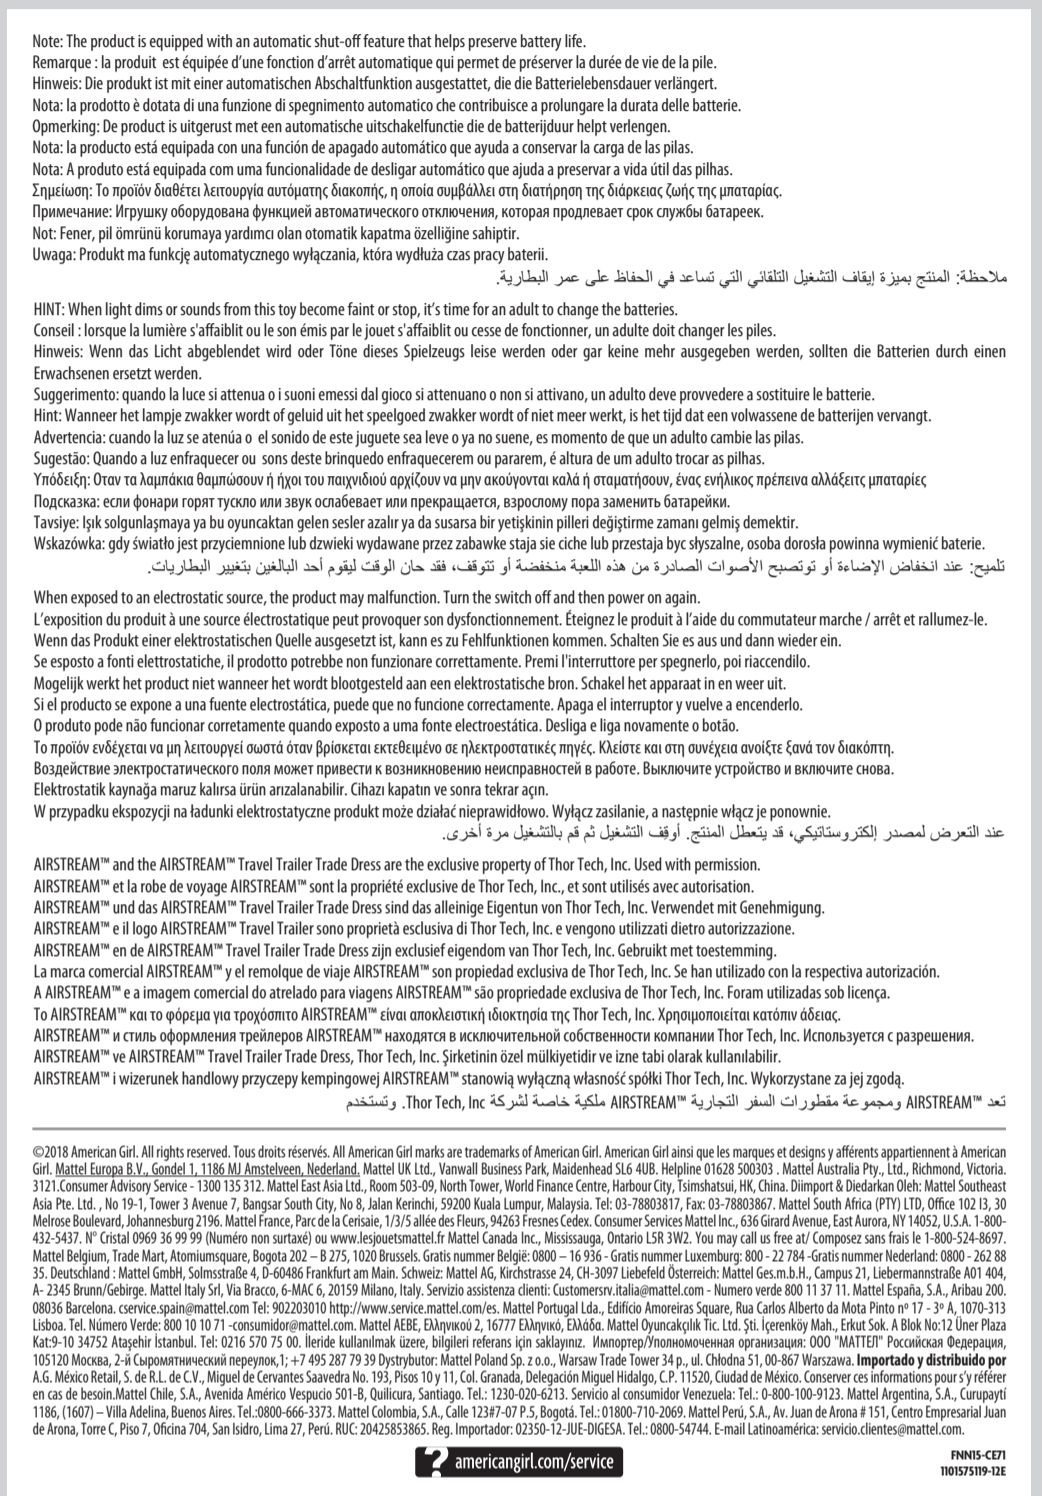 Note: The product is equipped with an automatic shut-off feature that helps preserve battery life.
Remarque : la produit est équipée d’une fonction d’arrêt automatique qui permet de préserver la durée de vie de la pile.
Hinweis: Die produkt ist mit einer automatischen Abschaltfunktion ausgestattet, die die Batterielebensdauer verlängert.
Nota: la prodotto è dotata di una funzione di spegnimento automatico che contribuisce a prolungare la durata delle batterie.
Opmerking: De product is uitgerust met een automatische uitschakelfunctie die de batterijduur helpt verlengen.
Nota: la producto está equipada con una función de apagado automático que ayuda a conservar la carga de las pilas.
Nota: A produto está equipada com uma funcionalidade de desligar automático que ajuda a preservar a vida útil das pilhas.
Σημείωση: Το προϊόν διαθέτει λειτουργία αυτόματης διακοπής, η οποία συμβάλλει στη διατήρηση της διάρκειας ζωής της μπαταρίας.
Примечание: Игрушку оборудована функцией автоматического отключения, которая продлевает срок службы батареек.
Not: Fener, pil ömrünü korumaya yardımcı olan otomatik kapatma özelliğine sahiptir.
Uwaga: Produkt ma funkcję automatycznego wyłączania, która wydłuża czas pracy baterii.
ملاحظة: المنتج بميزة إيقاف التشغيل التلقائي التي تساعد في الحفاظ على عمر البطارية.
HINT: When light dims or sounds from this toy become faint or stop, it’s time for an adult to change the batteries.
Conseil : lorsque la lumière s'affaiblit ou le son émis par le jouet s'affaiblit ou cesse de fonctionner, un adulte doit changer les piles.
Hinweis: Wenn das Licht abgeblendet wird oder Töne dieses Spielzeugs leise werden oder gar keine mehr ausgegeben werden, sollten die Batterien durch einen
Erwachsenen ersetzt werden.
Suggerimento: quando la luce si attenua o i suoni emessi dal gioco si attenuano o non si attivano, un adulto deve provvedere a sostituire le batterie.
Hint: Wanneer het lampje zwakker wordt of geluid uit het speelgoed zwakker wordt of niet meer werkt, is het tijd dat een volwassene de batterijen vervangt.
Advertencia: cuando la luz se atenúa o el sonido de este juguete sea leve o ya no suene, es momento de que un adulto cambie las pilas.
Sugestão: Quando a luz enfraquecer ou sons deste brinquedo enfraquecerem ou pararem, é altura de um adulto trocar as pilhas.
Υπόδειξη: Οταν τα λαμπάκια θαμπώσουν ή ήχοι του παιχνιδιού αρχίζουν να μην ακούγονται καλά ή σταματήσουν, ένας ενήλικος πρέπεινα αλλάξειτς μπαταρίες
Подсказка: если фонари горят тускло или звук ослабевает или прекращается, взрослому пора заменить батарейки.
Tavsiye: Işık solgunlaşmaya ya bu oyuncaktan gelen sesler azalır ya da susarsa bir yetişkinin pilleri değiştirme zamanı gelmiş demektir.
Wskazówka: gdy światło jest przyciemnione lub dzwieki wydawane przez zabawke staja sie ciche lub przestaja byc słyszalne, osoba dorosła powinna wymienić baterie.
تلميح: عند انخفاض الإضاءة أو توتصبح الأصوات الصادرة من هذه اللعبة منخفضة أو تتوقف، فقد حان الوقت ليقوم أحد البالغين بتغيير البطاريات.
When exposed to an electrostatic source, the product may malfunction. Turn the switch off and then power on again.
L’exposition du produit à une source électrostatique peut provoquer son dysfonctionnement. Éteignez le produit à l’aide du commutateur marche / arrêt et rallumez-le.
Wenn das Produkt einer elektrostatischen Quelle ausgesetzt ist, kann es zu Fehlfunktionen kommen. Schalten Sie es aus und dann wieder ein.
Se esposto a fonti elettrostatiche, il prodotto potrebbe non funzionare correttamente. Premi l'interruttore per spegnerlo, poi riaccendilo.
Mogelijk werkt het product niet wanneer het wordt blootgesteld aan een elektrostatische bron. Schakel het apparaat in en weer uit.
Si el producto se expone a una fuente electrostática, puede que no funcione correctamente. Apaga el interruptor y vuelve a encenderlo.
O produto pode não funcionar corretamente quando exposto a uma fonte electroestática. Desliga e liga novamente o botão.
Το προϊόν ενδέχεται να μη λειτουργεί σωστά όταν βρίσκεται εκτεθειμένο σε ηλεκτροστατικές πηγές. Κλείστε και στη συνέχεια ανοίξτε ξανά τον διακόπτη.
Воздействие электростатического поля может привести к возникновению неисправностей в работе. Выключите устройство и включите снова.
Elektrostatik kaynağa maruz kalırsa ürün arızalanabilir. Cihazı kapatın ve sonra tekrar açın.
W przypadku ekspozycji na ładunki elektrostatyczne produkt może działać nieprawidłowo. Wyłącz zasilanie, a następnie włącz je ponownie.
عند التعرض لمصدر إلكتروستاتيكي، قد يتعطل المنتج. أوقِف التشغيل ثم قم بالتشغيل مرة أخرى.
AIRSTREAM™ and the AIRSTREAM™ Travel Trailer Trade Dress are the exclusive property of Thor Tech, Inc. Used with permission.
AIRSTREAM™ et la robe de voyage AIRSTREAM™ sont la propriété exclusive de Thor Tech, Inc., et sont utilisés avec autorisation.
AIRSTREAM™ und das AIRSTREAM™ Travel Trailer Trade Dress sind das alleinige Eigentun von Thor Tech, Inc. Verwendet mit Genehmigung.
AIRSTREAM™ e il logo AIRSTREAM™ Travel Trailer sono proprietà esclusiva di Thor Tech, Inc. e vengono utilizzati dietro autorizzazione.
AIRSTREAM™ en de AIRSTREAM™ Travel Trailer Trade Dress zijn exclusief eigendom van Thor Tech, Inc. Gebruikt met toestemming.
La marca comercial AIRSTREAM™ y el remolque de viaje AIRSTREAM™ son propiedad exclusiva de Thor Tech, Inc. Se han utilizado con la respectiva autorización.
A AIRSTREAM™ e a imagem comercial do atrelado para viagens AIRSTREAM™ são propriedade exclusiva de Thor Tech, Inc. Foram utilizadas sob licença.
Το AIRSTREAM™ και το φόρεμα για τροχόσπιτο AIRSTREAM™ είναι αποκλειστική ιδιοκτησία της Thor Tech, Inc. Χρησιμοποιείται κατόπιν άδειας.
AIRSTREAM™ и стиль оформления трейлеров AIRSTREAM™ находятся в исключительной собственности компании Thor Tech, Inc. Используется с разрешения.
AIRSTREAM™ ve AIRSTREAM™ Travel Trailer Trade Dress, Thor Tech, Inc. Şirketinin özel mülkiyetidir ve izne tabi olarak kullanılabilir.
AIRSTREAM™ i wizerunek handlowy przyczepy kempingowej AIRSTREAM™ stanowią wyłączną własność spółki Thor Tech, Inc. Wykorzystane za jej zgodą.
تعد AIRSTREAM™ ومجموعة مقطورات السفر التجارية AIRSTREAM™ ملكية خاصة لشركة Thor Tech, Inc. وتستخدم
©2018 American Girl. All rights reserved. Tous droits réservés. All American Girl marks are trademarks of American Girl. American Girl ainsi que les marques et designs y afférents appartiennent à American
Girl. Mattel Europa B.V., Gondel 1, 1186 MJ Amstelveen, Nederland. Mattel UK Ltd., Vanwall Business Park, Maidenhead SL6 4UB. Helpline 01628 500303 . Mattel Australia Pty., Ltd., Richmond, Victoria.
3121.Consumer Advisory Service - 1300 135 312. Mattel East Asia Ltd., Room 503-09, North Tower, World Finance Centre, Harbour City, Tsimshatsui, HK, China. Diimport & Diedarkan Oleh: Mattel Southeast
Asia Pte. Ltd. , No 19-1, Tower 3 Avenue 7, Bangsar South City, No 8, Jalan Kerinchi, 59200 Kuala Lumpur, Malaysia. Tel: 03-78803817, Fax: 03-78803867. Mattel South Africa (PTY) LTD, Office 102 I3, 30
Melrose Boulevard, Johannesburg 2196. Mattel France, Parc de la Cerisaie, 1/3/5 allée des Fleurs, 94263 Fresnes Cedex. Consumer Services Mattel Inc., 636 Girard Avenue, East Aurora, NY 14052, U.S.A. 1-800-
432-5437. N° Cristal 0969 36 99 99 (Numéro non surtaxé) ou www.lesjouetsmattel.fr Mattel Canada Inc., Mississauga, Ontario L5R 3W2. You may call us free at/ Composez sans frais le 1-800-524-8697.
Mattel Belgium, Trade Mart, Atomiumsquare, Bogota 202 – B 275, 1020 Brussels. Gratis nummer België: 0800 – 16 936 - Gratis nummer Luxemburg: 800 - 22 784 -Gratis nummer Nederland: 0800 - 262 88
35. Deutschland : Mattel GmbH, Solmsstraße 4, D-60486 Frankfurt am Main. Schweiz: Mattel AG, Kirchstrasse 24, CH-3097 Liebefeld Österreich: Mattel Ges.m.b.H., Campus 21, Liebermannstraße A01 404,
A- 2345 Brunn/Gebirge. Mattel Italy Srl, Via Bracco, 6-MAC 6, 20159 Milano, Italy. Servizio assistenza clienti: Customersrv.italia@mattel.com - Numero verde 800 11 37 11. Mattel España, S.A., Aribau 200.
08036 Barcelona. cservice.spain@mattel.com Tel: 902203010 http://www.service.mattel.com/es. Mattel Portugal Lda., Edifício Amoreiras Square, Rua Carlos Alberto da Mota Pinto nº 17 - 3º A, 1070-313
Lisboa. Tel. Número Verde: 800 10 10 71 -consumidor@mattel.com. Mattel AEBE, Ελληνικού 2, 16777 Ελληνικό, Ελλάδα. Mattel Oyuncakçılık Tic. Ltd. Şti. İçerenköy Mah., Erkut Sok. A Blok No:12 Üner Plaza
Kat:9-10 34752 Ataşehir İstanbul. Tel: 0216 570 75 00. İleride kullanılmak üzere, bilgileri referans için saklayınız. Импортер/Уполномоченная организация: ООО "МАТТЕЛ" Российская Федерация,
105120 Москва, 2-й Сыромятнический переулок,1; +7 495 287 79 39 Dystrybutor: Mattel Poland Sp. z o.o., Warsaw Trade Tower 34 p., ul. Chłodna 51, 00-867 Warszawa. Importado y distribuido por
A.G. México Retail, S. de R.L. de C.V., Miguel de Cervantes Saavedra No. 193, Pisos 10 y 11, Col. Granada, Delegación Miguel Hidalgo, C.P. 11520, Ciudad de México. Conserver ces informations pour s’y référer
en cas de besoin.Mattel Chile, S.A., Avenida Américo Vespucio 501-B, Quilicura, Santiago. Tel.: 1230-020-6213. Servicio al consumidor Venezuela: Tel.: 0-800-100-9123. Mattel Argentina, S.A., Curupaytí
1186, (1607) – Villa Adelina, Buenos Aires. Tel.:0800-666-3373. Mattel Colombia, S.A., Calle 123#7-07 P.5, Bogotá. Tel.: 01800-710-2069. Mattel Perú, S.A., Av. Juan de Arona # 151, Centro Empresarial Juan
de Arona, Torre C, Piso 7, Oficina 704, San Isidro, Lima 27, Perú. RUC: 20425853865. Reg. Importador: 02350-12-JUE-DIGESA. Tel.: 0800-54744. E-mail Latinoamérica: servicio.clientes@mattel.com.
? americangirl.com/service
FNN15-CE71
1101575119-12E